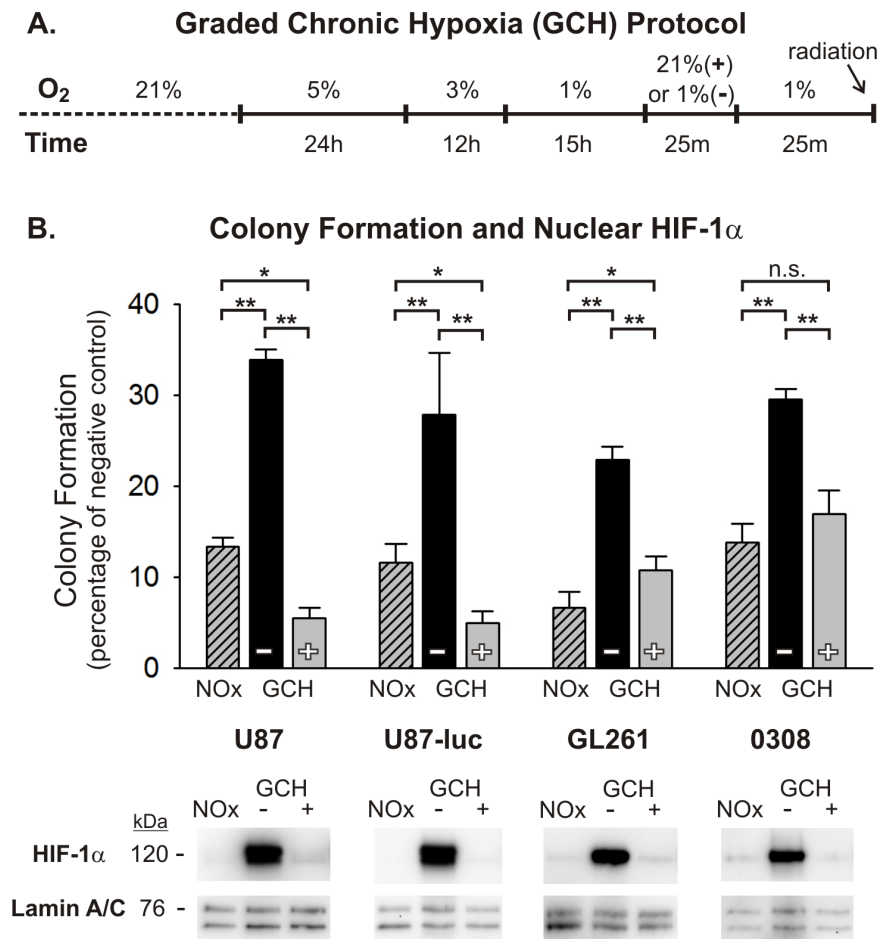 A. Graded Chronic Hypoxia (GCH) Protocol
radiation
21%(+)
O2 21% 5% 3% 1% or 1%(-) 1%
Time 24h 12h 15h 25m 25m
B. Colony Formation and Nuclear HIF-1α
* * * n.s.
** ** ** **
** ** ** **
Colony Formation
(percentage of negative control)
40
30
20
10
0
- + - + - + - +
NOx GCH NOx GCH NOx GCH NOx GCH
U87 U87-luc GL261 0308
GCH GCH GCH GCH
NOx - + NOx - + NOx - + NOx - +
kDa
HIF-1α 120 -
Lamin A/C 76 -